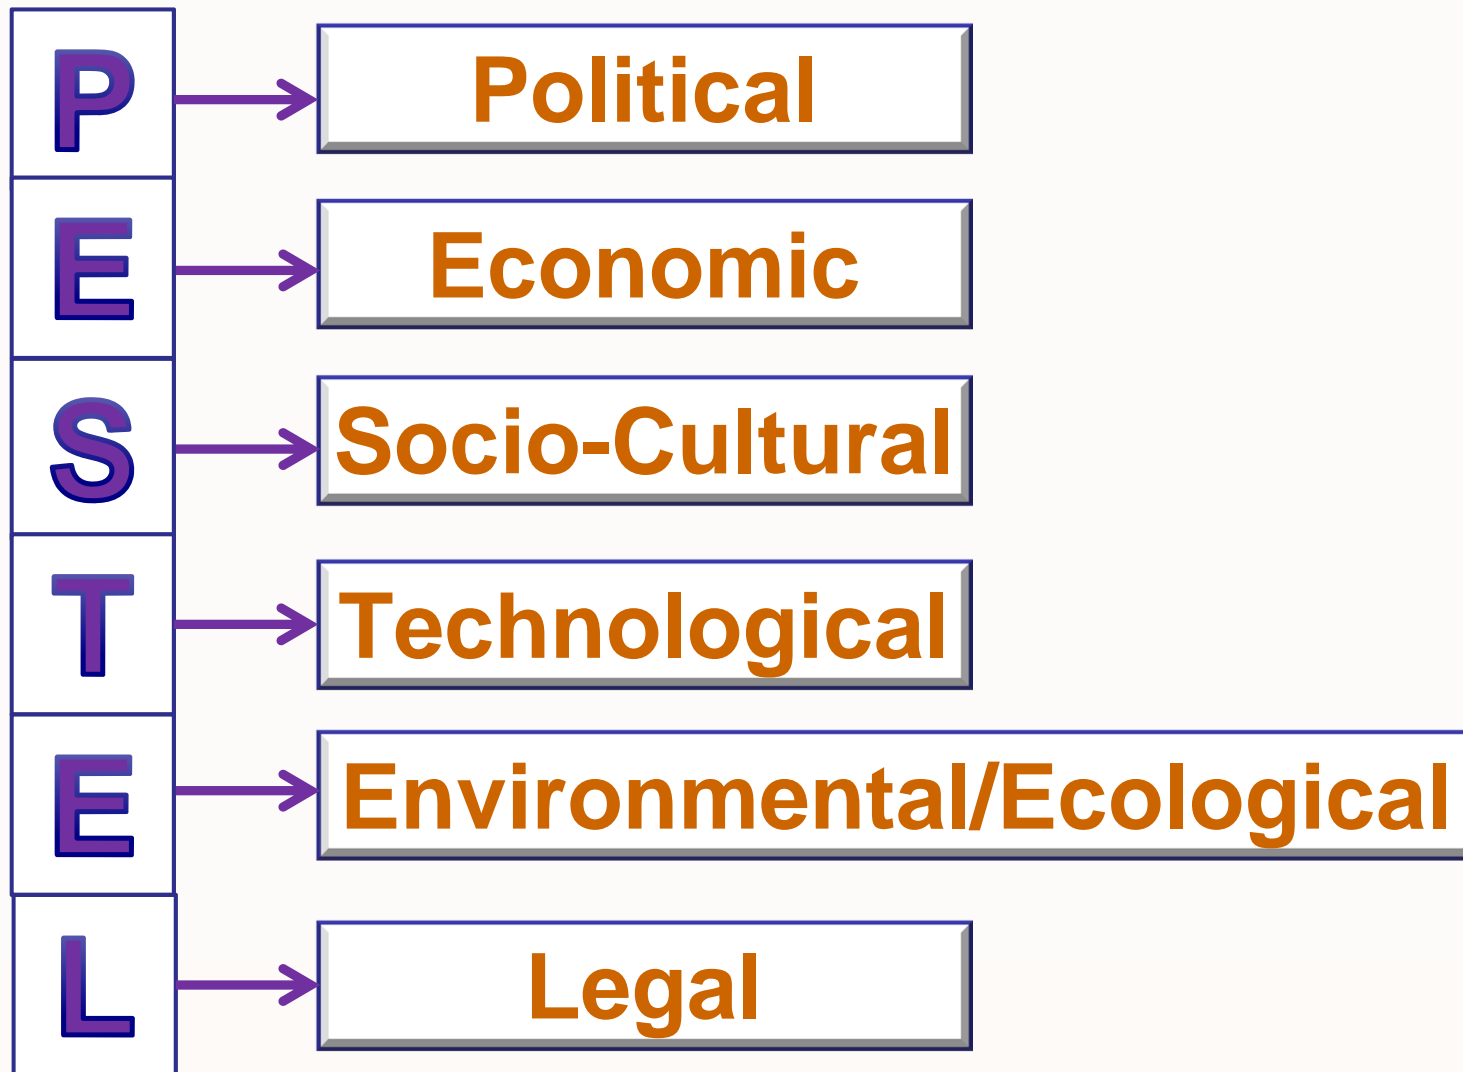 P
Political
E
Economic
S
Socio-Cultural
T
Technological
E
Environmental/Ecological
L
Legal